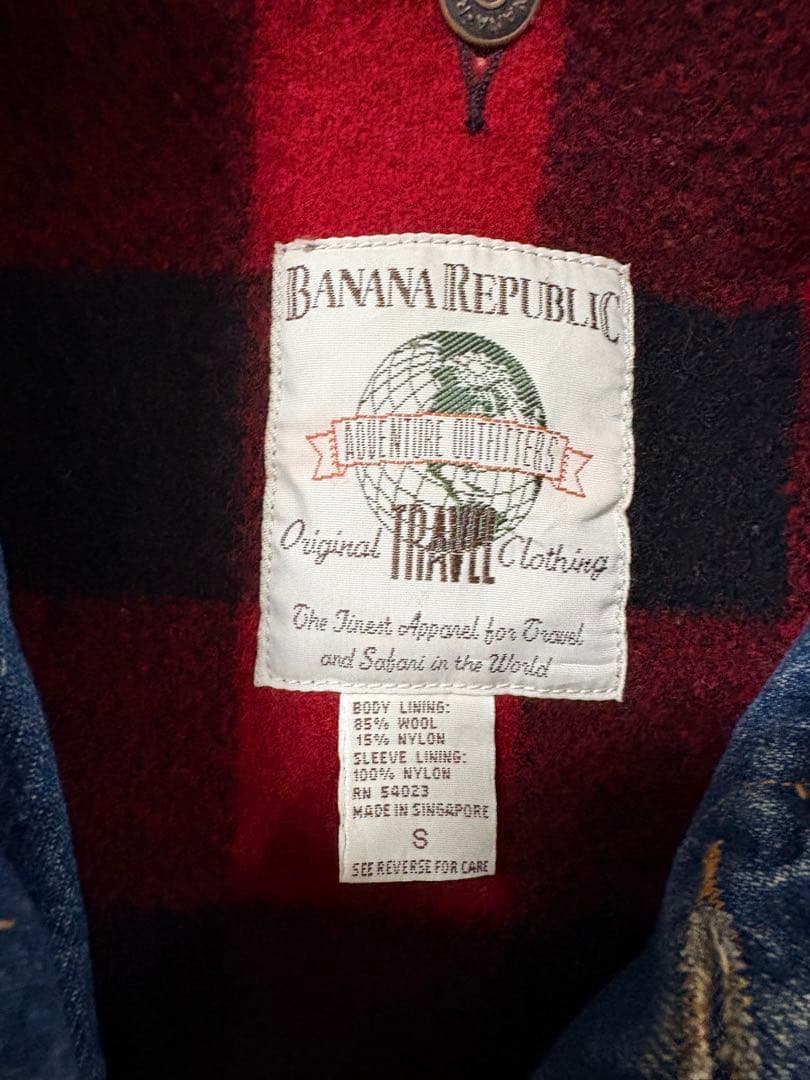 BANANA REPUBLIC
ADVENTURE OUTFITTERS
Original TRAVEL Clothing
The Finest Apparel for Travel
and Safari in the World
BODY LINING:
85% WOOL
15% NYLON
SLEEVE LINING:
100% NYLON
RN 54023
MADE IN SINGAPORE
S
SEE REVERSE FOR CARE